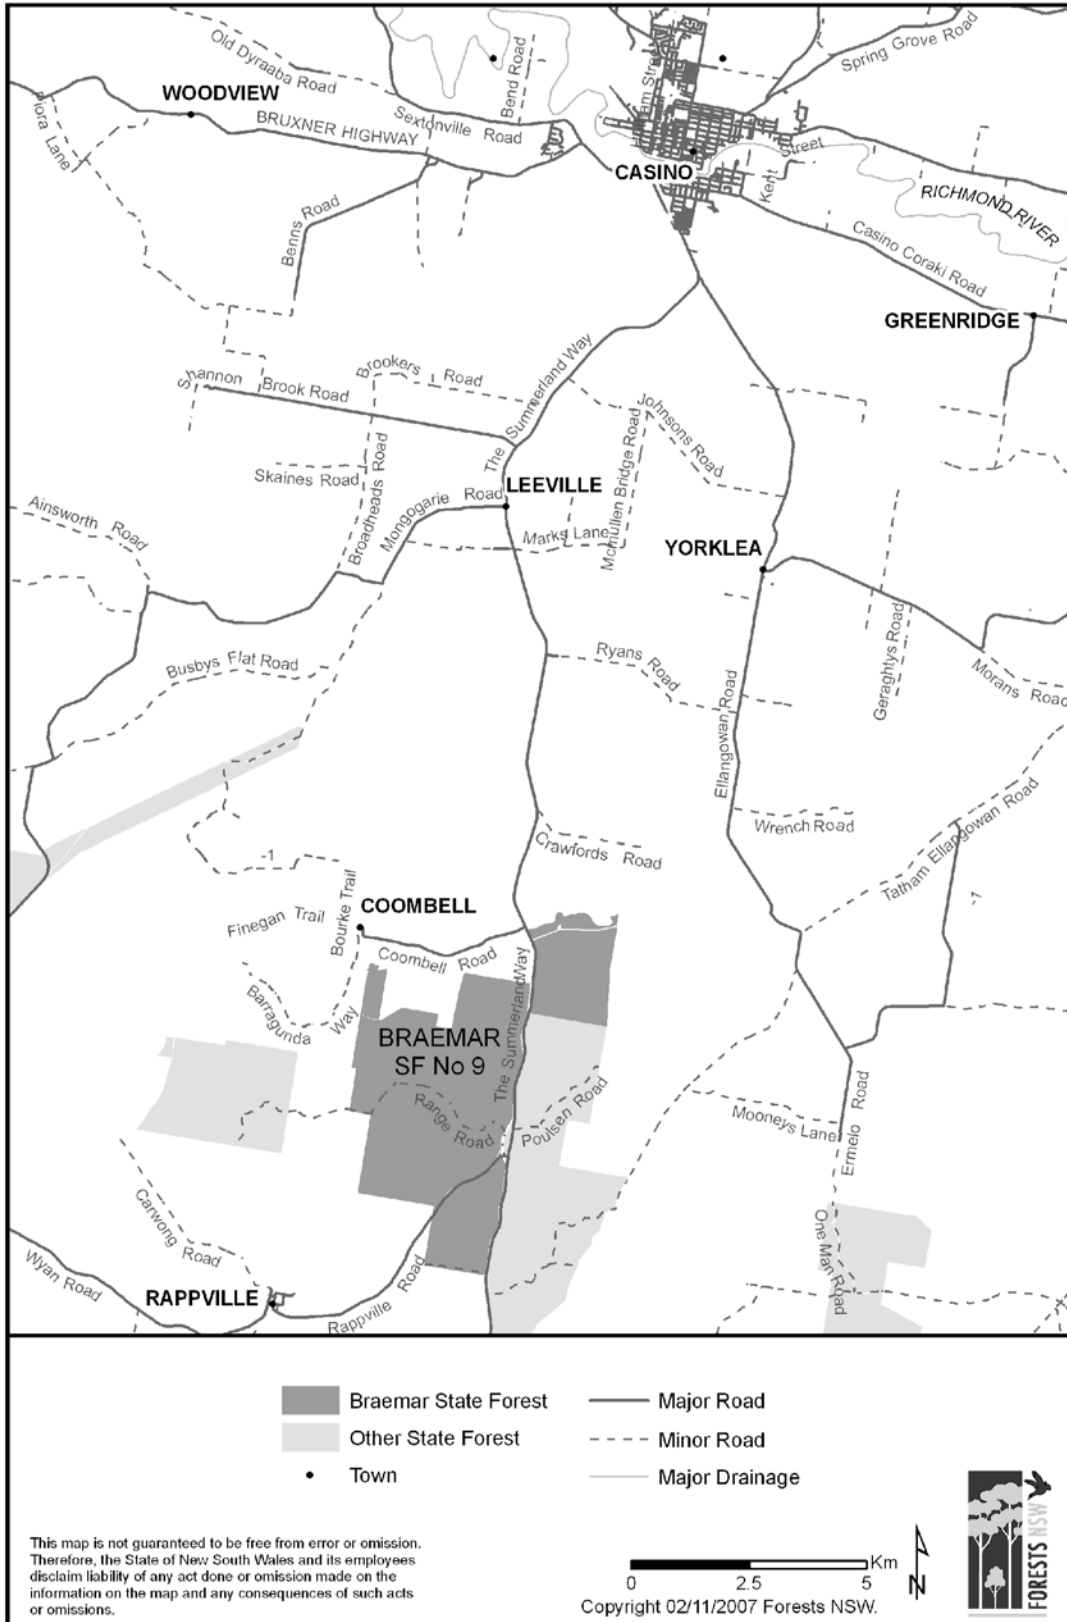 Old Dyraaba Road
Bend Road
Spring Grove Road
WOODVIEW
Piora Lane
BRUXNER HIGHWAY
Sextonville Road
CASINO
Kent Street
RICHMOND RIVER
Casino Coraki Road
Benns Road
GREENRIDGE
Shannon Brook Road
Brookers Road
The Summerland Way
Johnsons Road
Skaines Road
Broadheads Road
Mongogarie Road
LEEVILLE
Mcmullen Bridge Road
Marks Lane
Ainsworth Road
YORKLEA
Busbys Flat Road
Ryans Road
Ellangowan Road
Geraghtys Road
Morans Road
Wrench Road
Tatham Ellangowan Road
Crawfords Road
-1
-7
COOMBELL
Finegan Trail
Bourke Trail
Coombell Road
Barragunda Way
The Summerland Way
BRAEMAR
SF No 9
Range Road
Poulsen Road
Mooneys Lane
Ermelo Road
One Man Road
Carwong Road
Wyan Road
RAPPVILLE
Rappville Road
Braemar State Forest
Other State Forest
Town
Major Road
Minor Road
Major Drainage
This map is not guaranteed to be free from error or omission.
Therefore, the State of New South Wales and its employees
disclaim liability of any act done or omission made on the
information on the map and any consequences of such acts
or omissions.
Km
0 2.5 5
Copyright 02/11/2007 Forests NSW.
N
FORESTS NSW